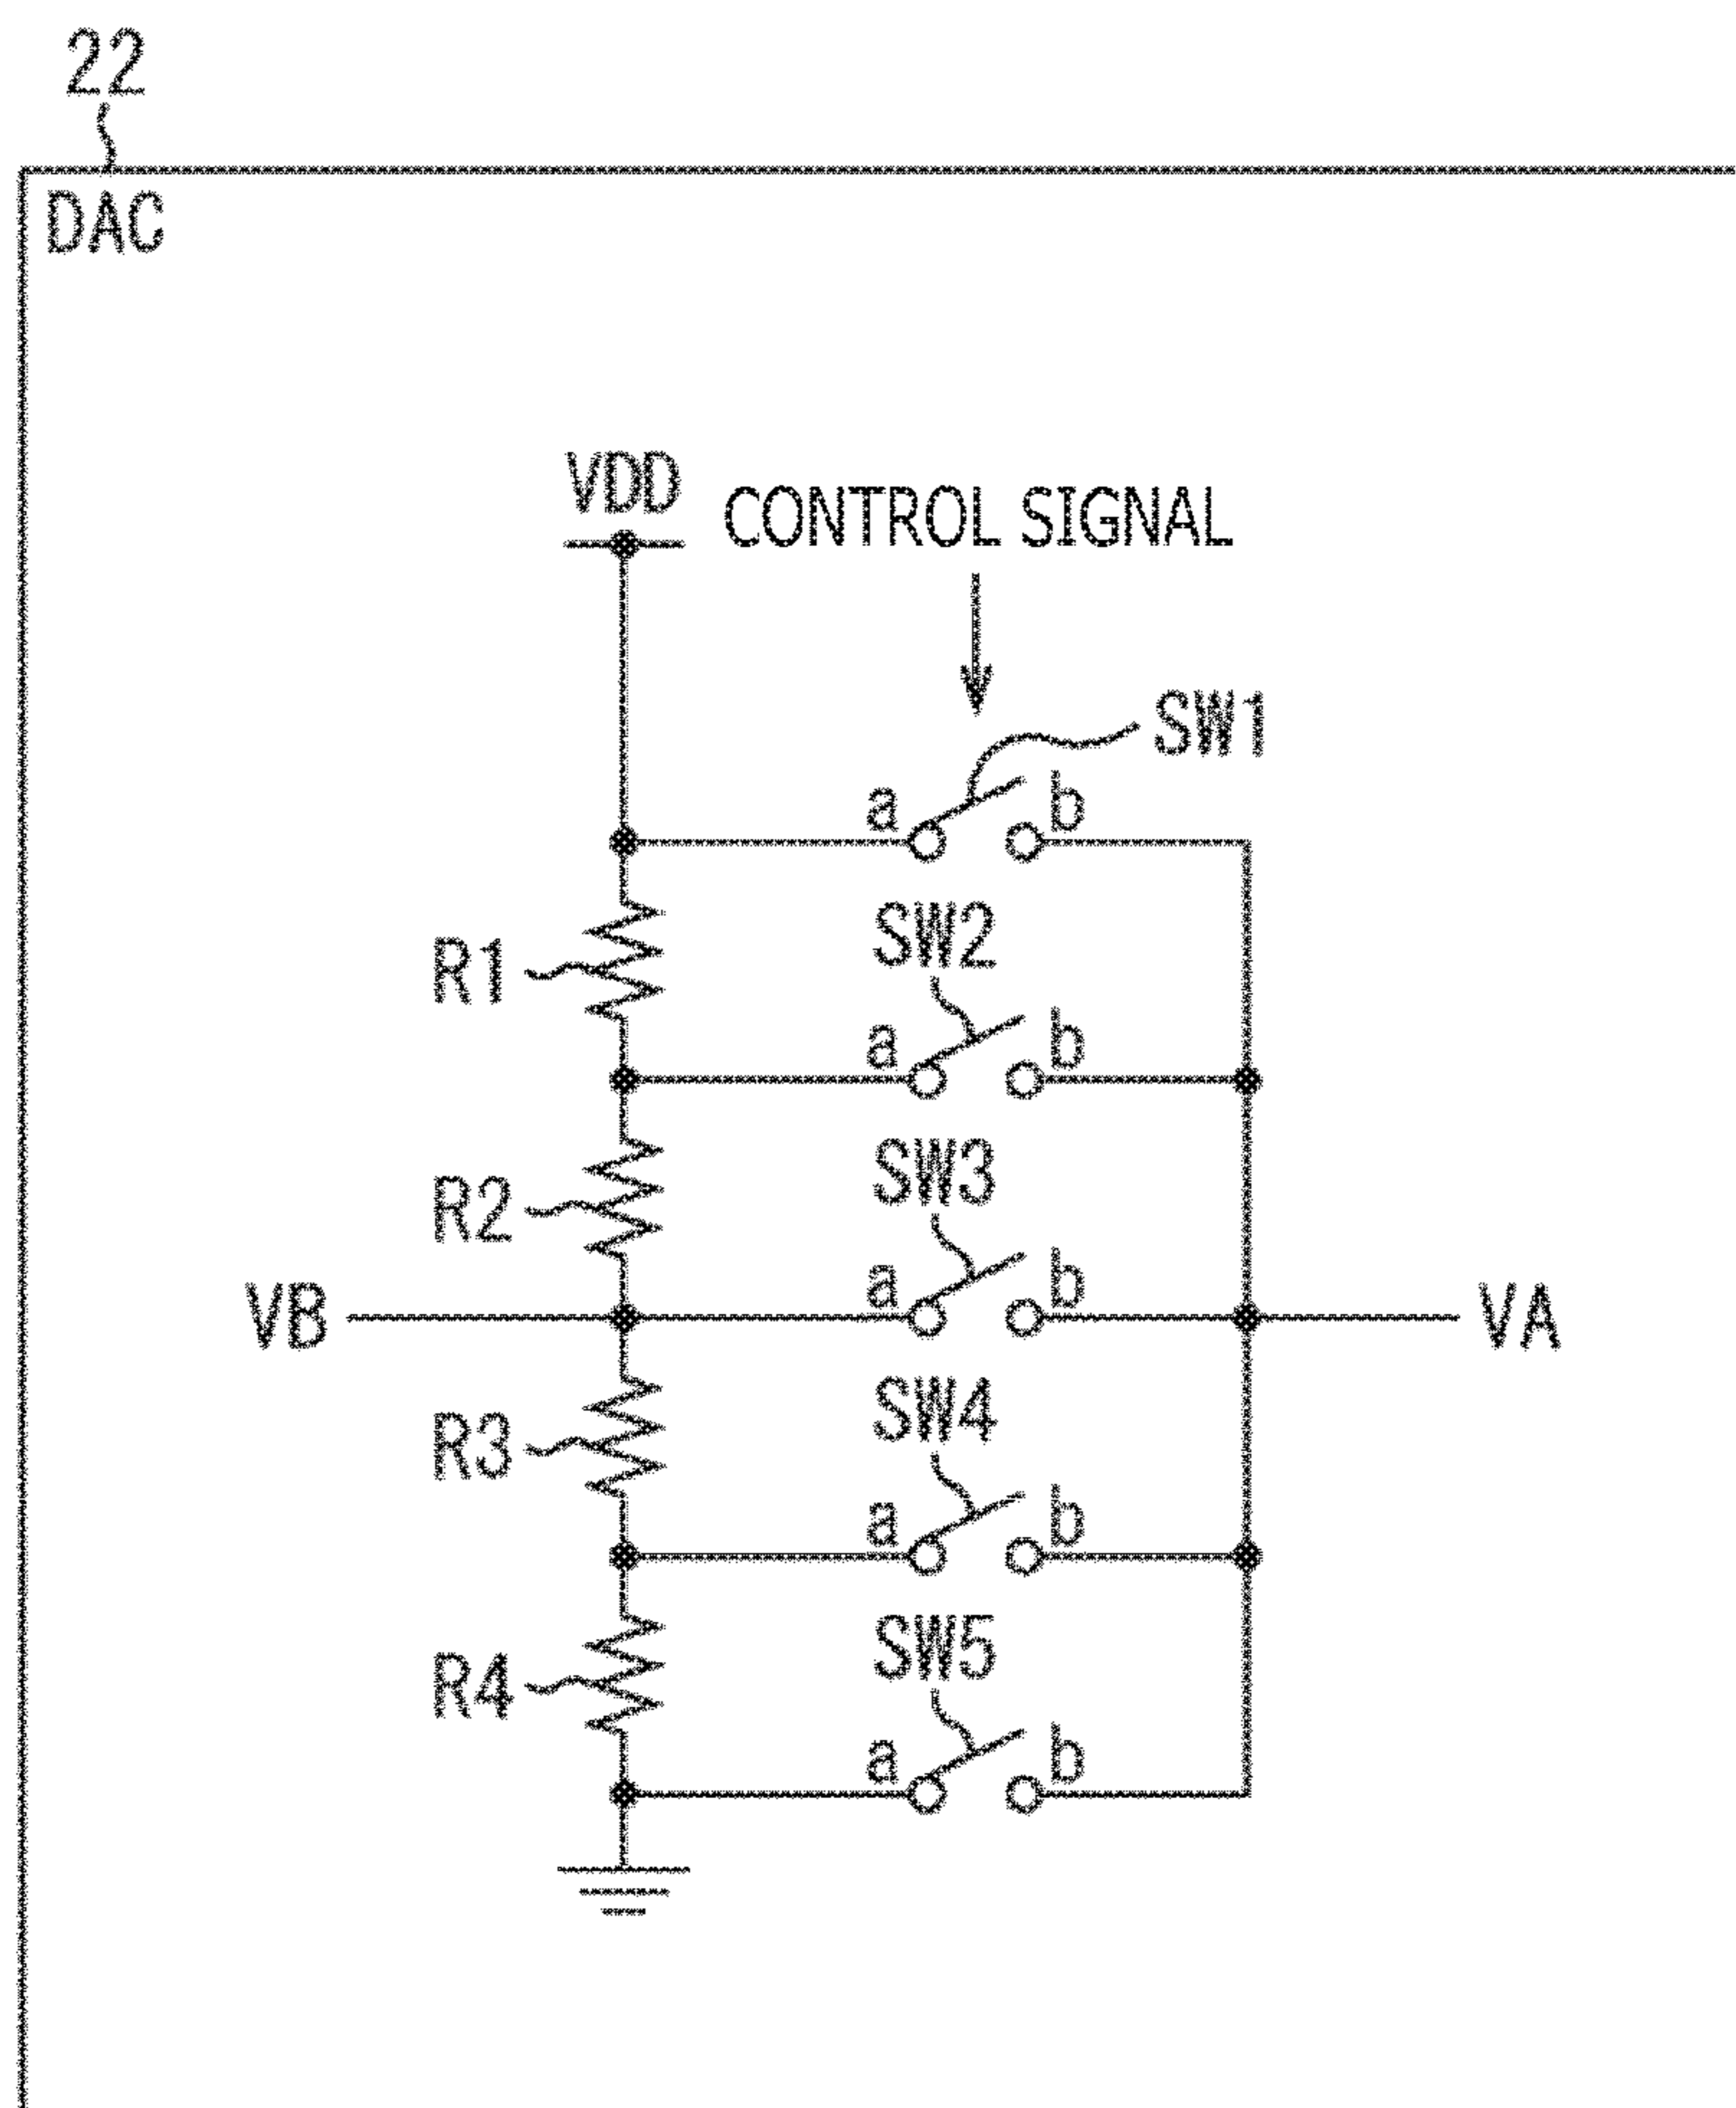 22
DAC
VDD
CONTROL SIGNAL
SW1
a b
SW2
R1
a b
SW3
R2
a b
VB
VA
SW4
R3
a b
SW5
R4
a b